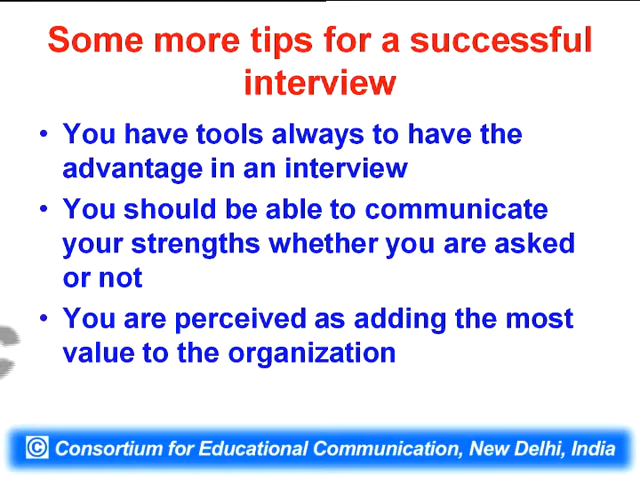 Some more tips for a successful
interview
• You have tools always to have the
advantage in an interview
• You should be able to communicate
your strengths whether you are asked
or not
• You are perceived as adding the most
value to the organization
© Consortium for Educational Communication, New Delhi, India